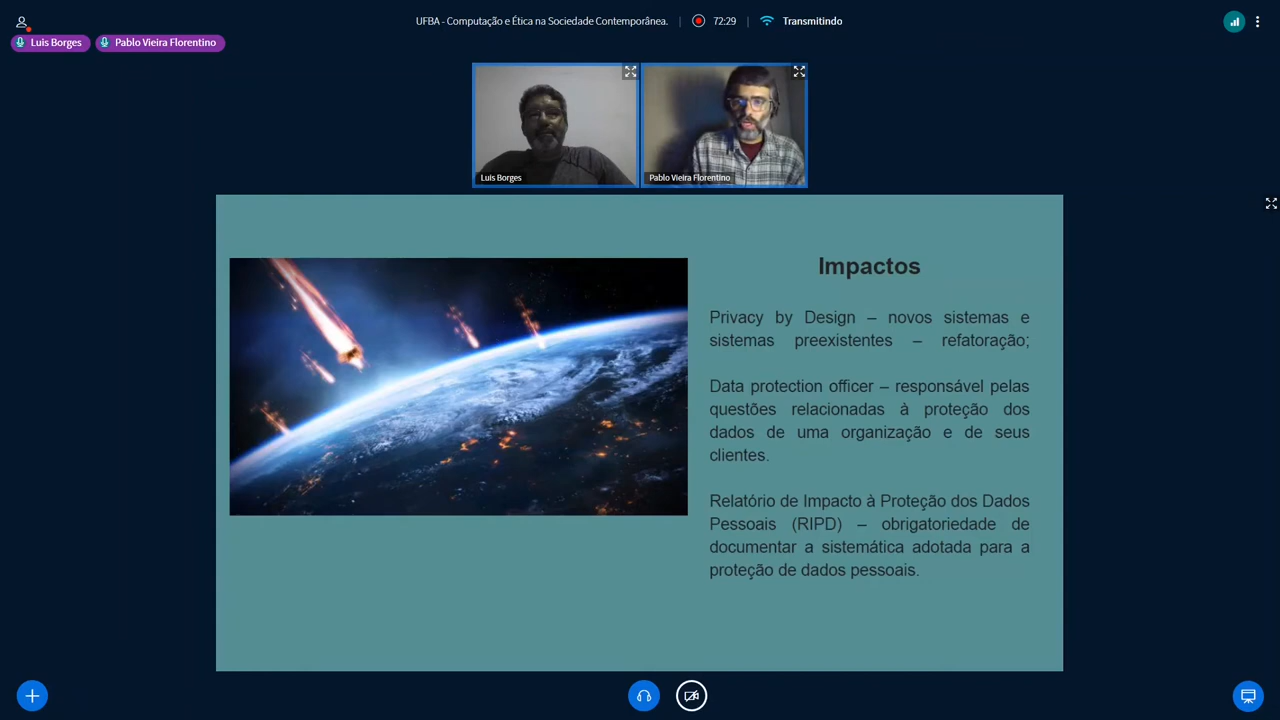 UFBA - Computação e Ética na Sociedade Contemporânea.
72:29
Transmitindo
Luis Borges
Pablo Vieira Florentino
Luis Borges
Pablo Vieira Florentino
Impactos
Privacy by Design – novos sistemas e
sistemas preexistentes – refatoração;
Data protection officer – responsável pelas
questões relacionadas à proteção dos
dados de uma organização e de seus
clientes.
Relatório de Impacto à Proteção dos Dados
Pessoais (RIPD) – obrigatoriedade de
documentar a sistemática adotada para a
proteção de dados pessoais.